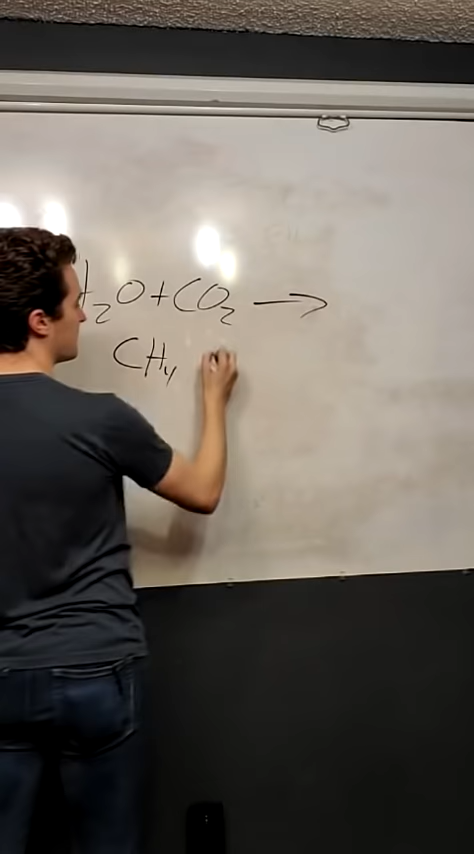 H₂O + CO₂ →
CH₄